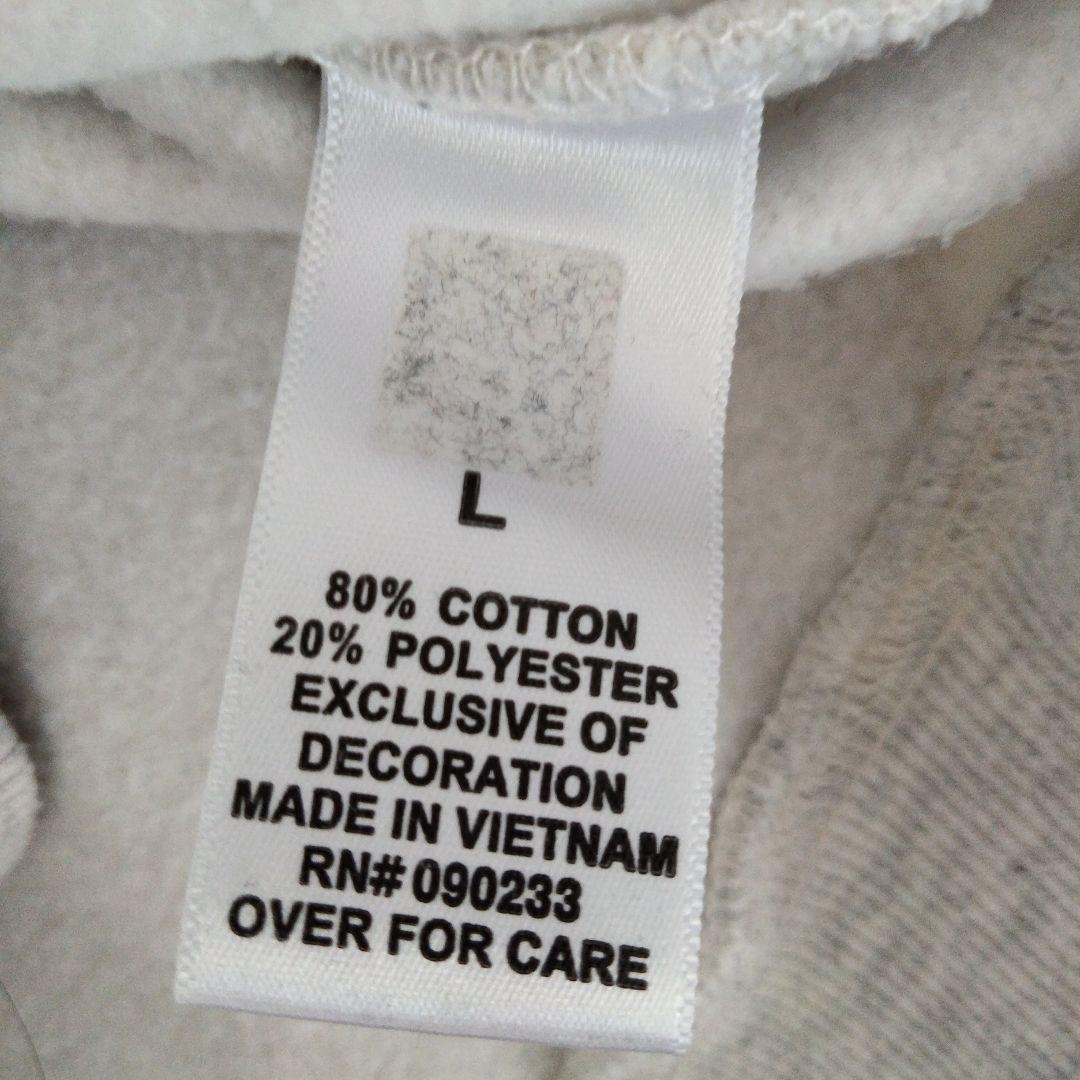 L
80% COTTON
20% POLYESTER
EXCLUSIVE OF
DECORATION
MADE IN VIETNAM
RN# 090233
OVER FOR CARE